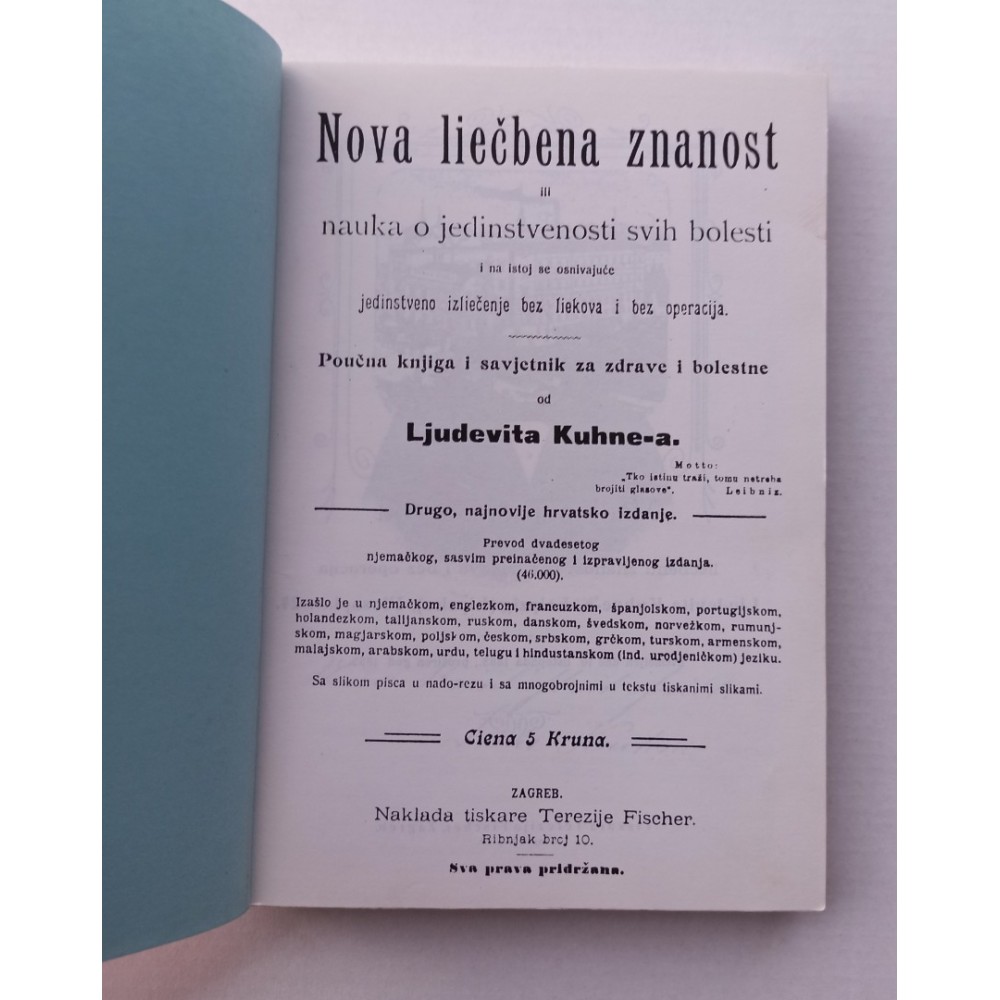 Nova liečbena znanost
ili
nauka o jedinstvenosti svih bolesti
i na istoj se osnivajuće
jedinstveno izliečenje bez liekova i bez operacija.
Poučna knjiga i savjetnik za zdrave i bolestne
od
Ljudevita Kuhne-a.
Motto:
„Tko istinu traži, tomu netreba
brojiti glasove". Leibniz.
Drugo, najnovije hrvatsko izdanje.
Prevod dvadesetog
njemačkog, sasvim preinačenog i izpravljenog izdanja.
(46.000).
Izašlo je u njemačkom, englezkom, francuzkom, španjolskom, portugijskom,
holandezkom, talijanskom, ruskom, danskom, švedskom, norvežkom, rumunj-
skom, magjarskom, poljskom, českom, srbskom, grčkom, turskom, armenskom,
malajskom, arabskom, urdu, telugu i hindustanskom (ind. urodjeničkom) jeziku.
Sa slikom pisca u nado-rezu i sa mnogobrojnimi u tekstu tiskanimi slikami.
Ciena 5 Kruna.
ZAGREB.
Naklada tiskare Terezije Fischer.
Ribnjak broj 10.
Sva prava pridržana.